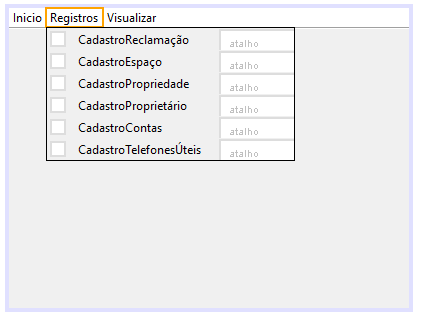 Inicio Registros Visualizar
CadastroReclamação atalho
CadastroEspaço atalho
CadastroPropriedade atalho
CadastroProprietário atalho
CadastroContas atalho
CadastroTelefonesÚteis atalho